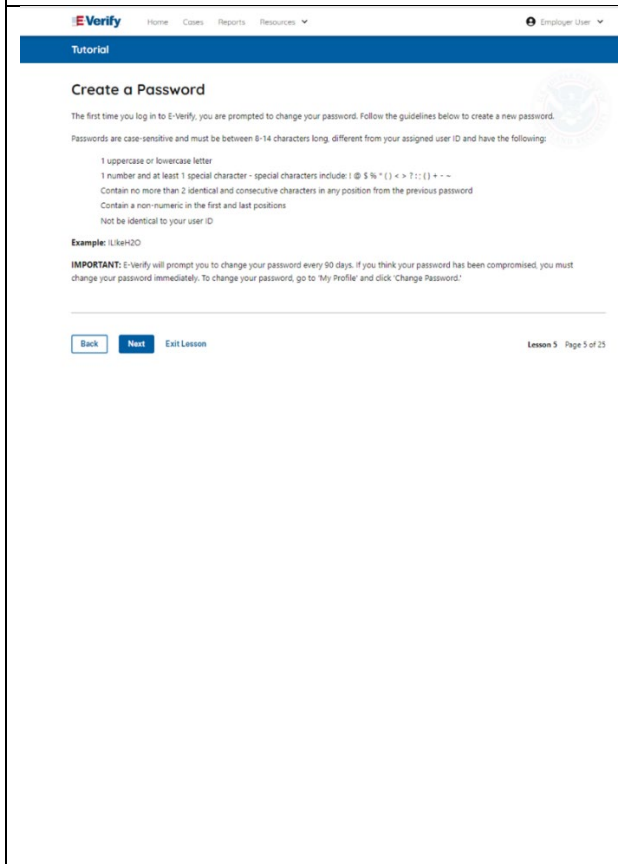 E-Verify Home Cases Reports Resources Employer User
Tutorial
Create a Password
The first time you log in to E-Verify, you are prompted to change your password. Follow the guidelines below to create a new password.
Passwords are case-sensitive and must be between 8-14 characters long, different from your assigned user ID and have the following:
1 uppercase or lowercase letter
1 number and at least 1 special character - special characters include: ! @ $ % * ( ) < > ? : ; { } + - ~
Contain no more than 2 identical and consecutive characters in any position from the previous password
Contain a non-numeric in the first and last positions
Not be identical to your user ID
Example: ILIkeH2O
IMPORTANT: E-Verify will prompt you to change your password every 90 days. If you think your password has been compromised, you must
change your password immediately. To change your password, go to 'My Profile' and click 'Change Password.'
Back Next Exit Lesson Lesson 5 Page 5 of 25